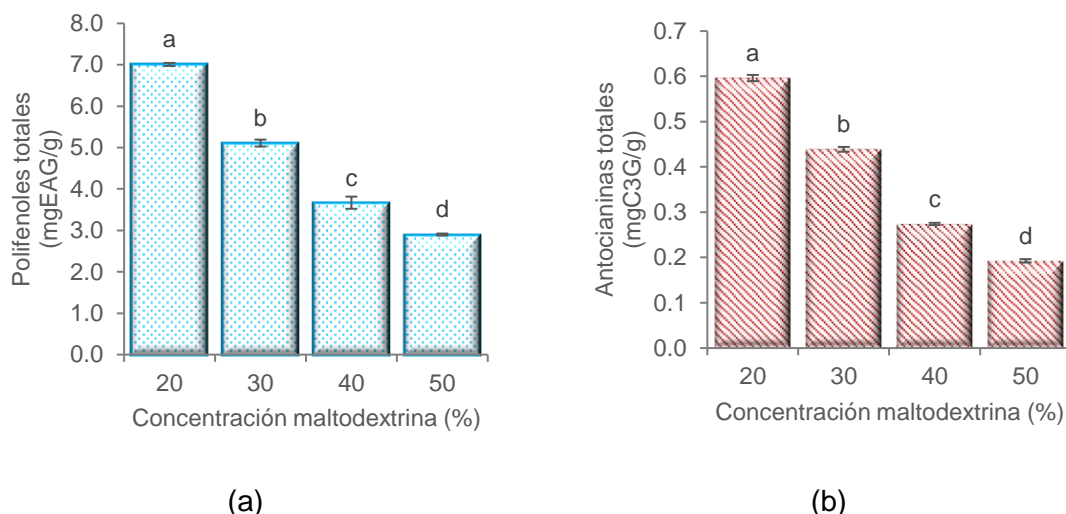 8.0
7.0
6.0
5.0
4.0
3.0
2.0
1.0
0.0
Polifenoles totales
(mgEAG/g)
a
b
c
d
20 30 40 50
Concentración maltodextrina (%)
(a)
0.7
0.6
0.5
0.4
0.3
0.2
0.1
0.0
Antocianinas totales
(mgC3G/g)
a
b
c
d
20 30 40 50
Concentración maltodextrina (%)
(b)